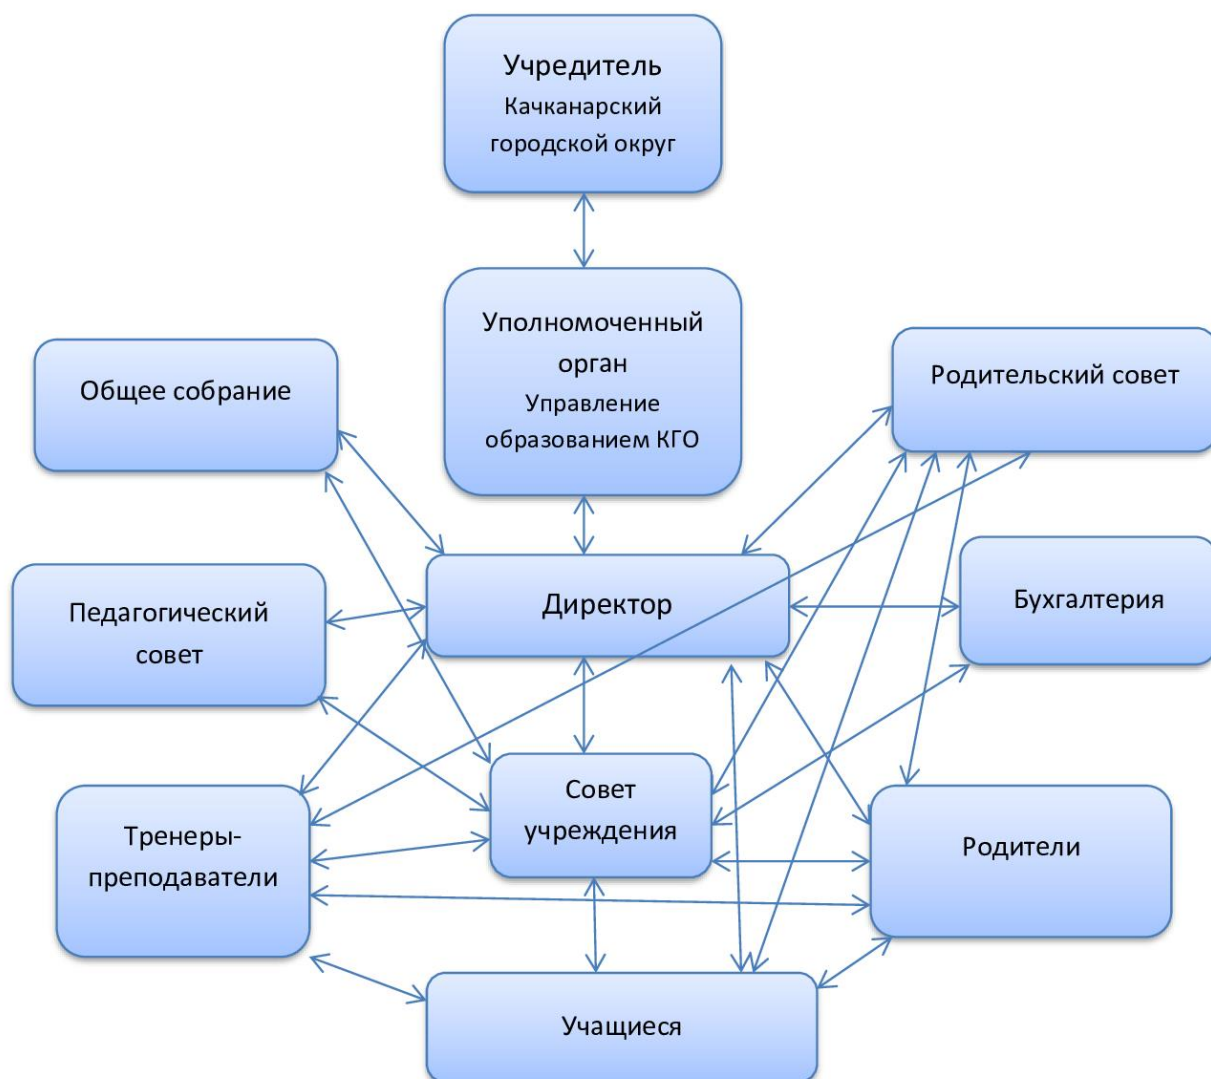 Учредитель
Качканарский
городской округ
Уполномоченный
орган
Управление
образованием КГО
Общее собрание
Родительский совет
Педагогический
совет
Директор
Бухгалтерия
Тренеры-
преподаватели
Совет
учреждения
Родители
Учащиеся